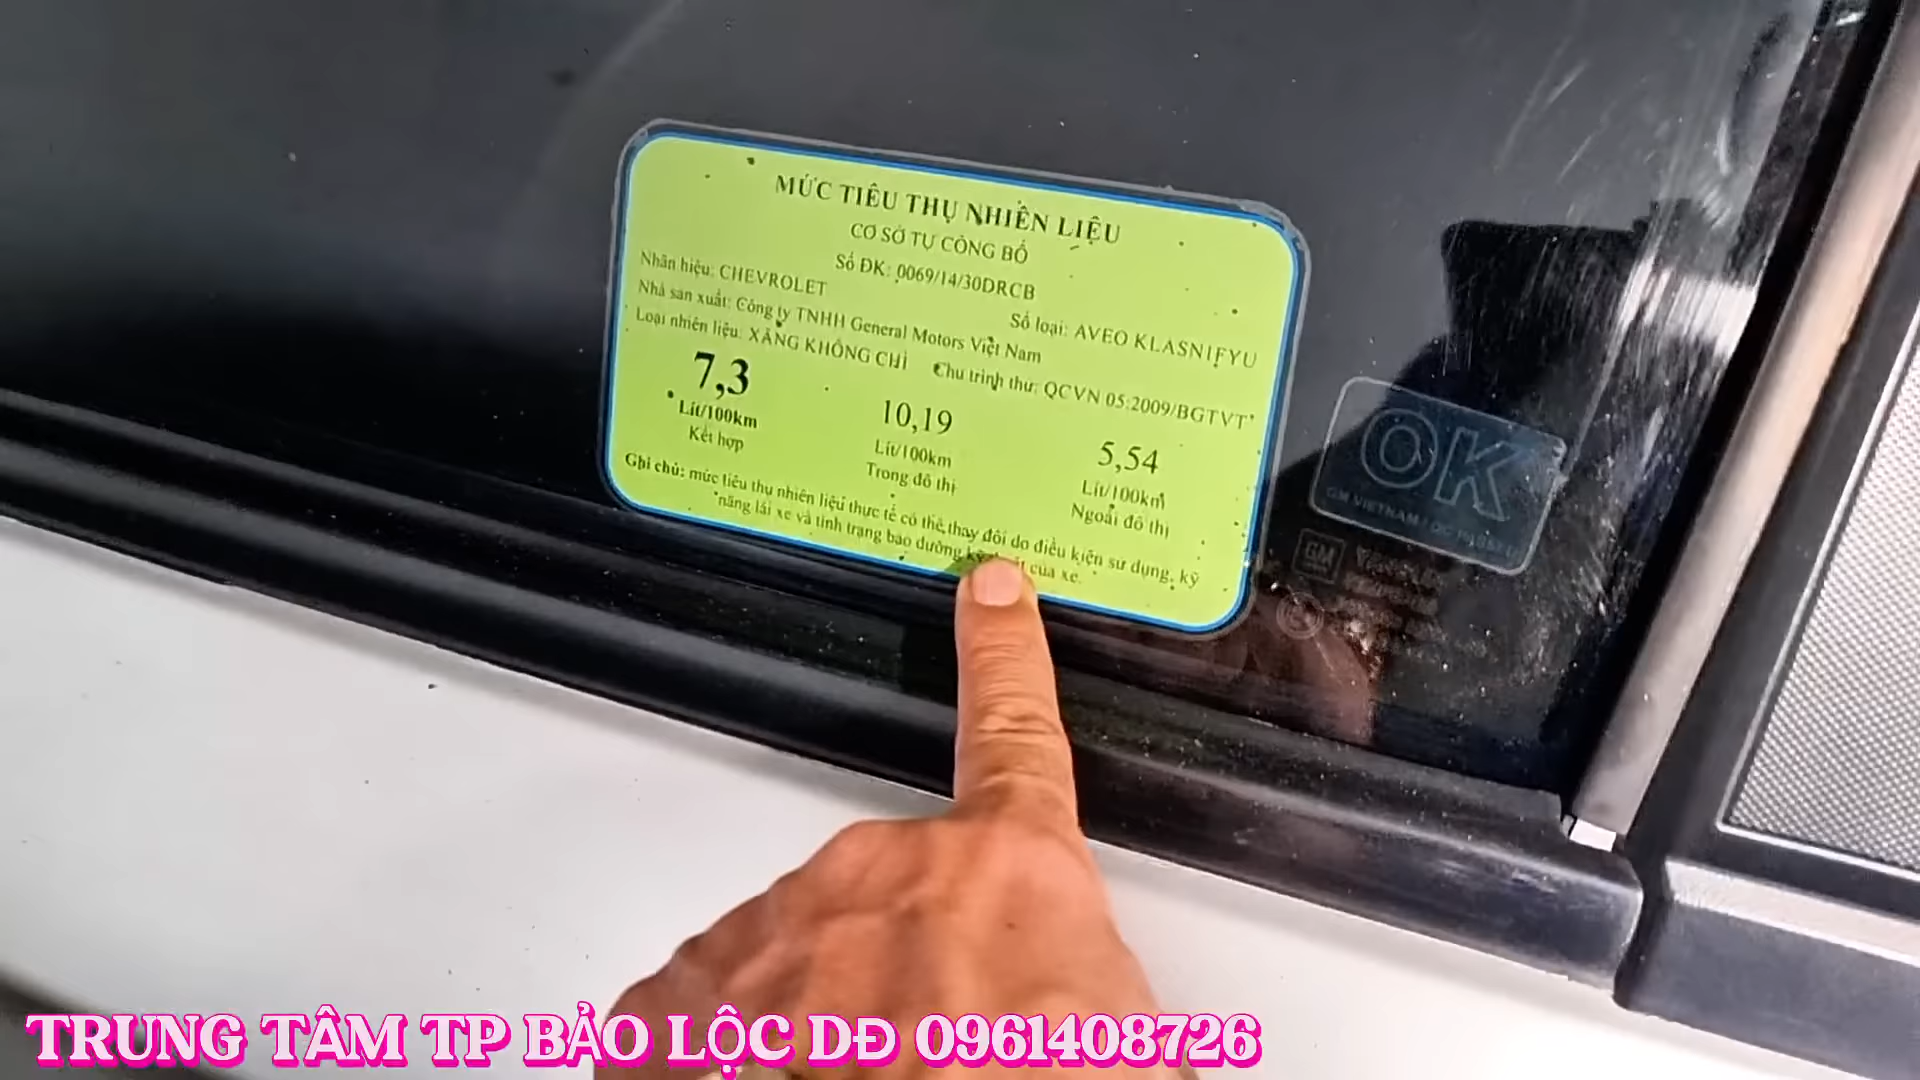 MỨC TIÊU THỤ NHIÊN LIỆU
CƠ SỞ TỰ CÔNG BỐ
Số ĐK: 0069/14/30DRCB
Nhãn hiệu: CHEVROLET
Số loại: AVEO KLASN1FYU
Nhà sản xuất: Công ty TNHH General Motors Việt Nam
Loại nhiên liệu: XĂNG KHÔNG CHÌ
Chu trình thử: QCVN 05:2009/BGTVT
7,3
Lít/100km
Kết hợp
10,19
Lít/100km
Trong đô thị
5,54
Lít/100km
Ngoài đô thị
Ghi chú: mức tiêu thụ nhiên liệu thực tế có thể thay đổi do điều kiện sử dụng, kỹ
năng lái xe và tình trạng bảo dưỡng kỹ của xe.
OK
GM VIETNAM
GM
TRUNG TÂM TP BẢO LỘC DĐ 0961408726